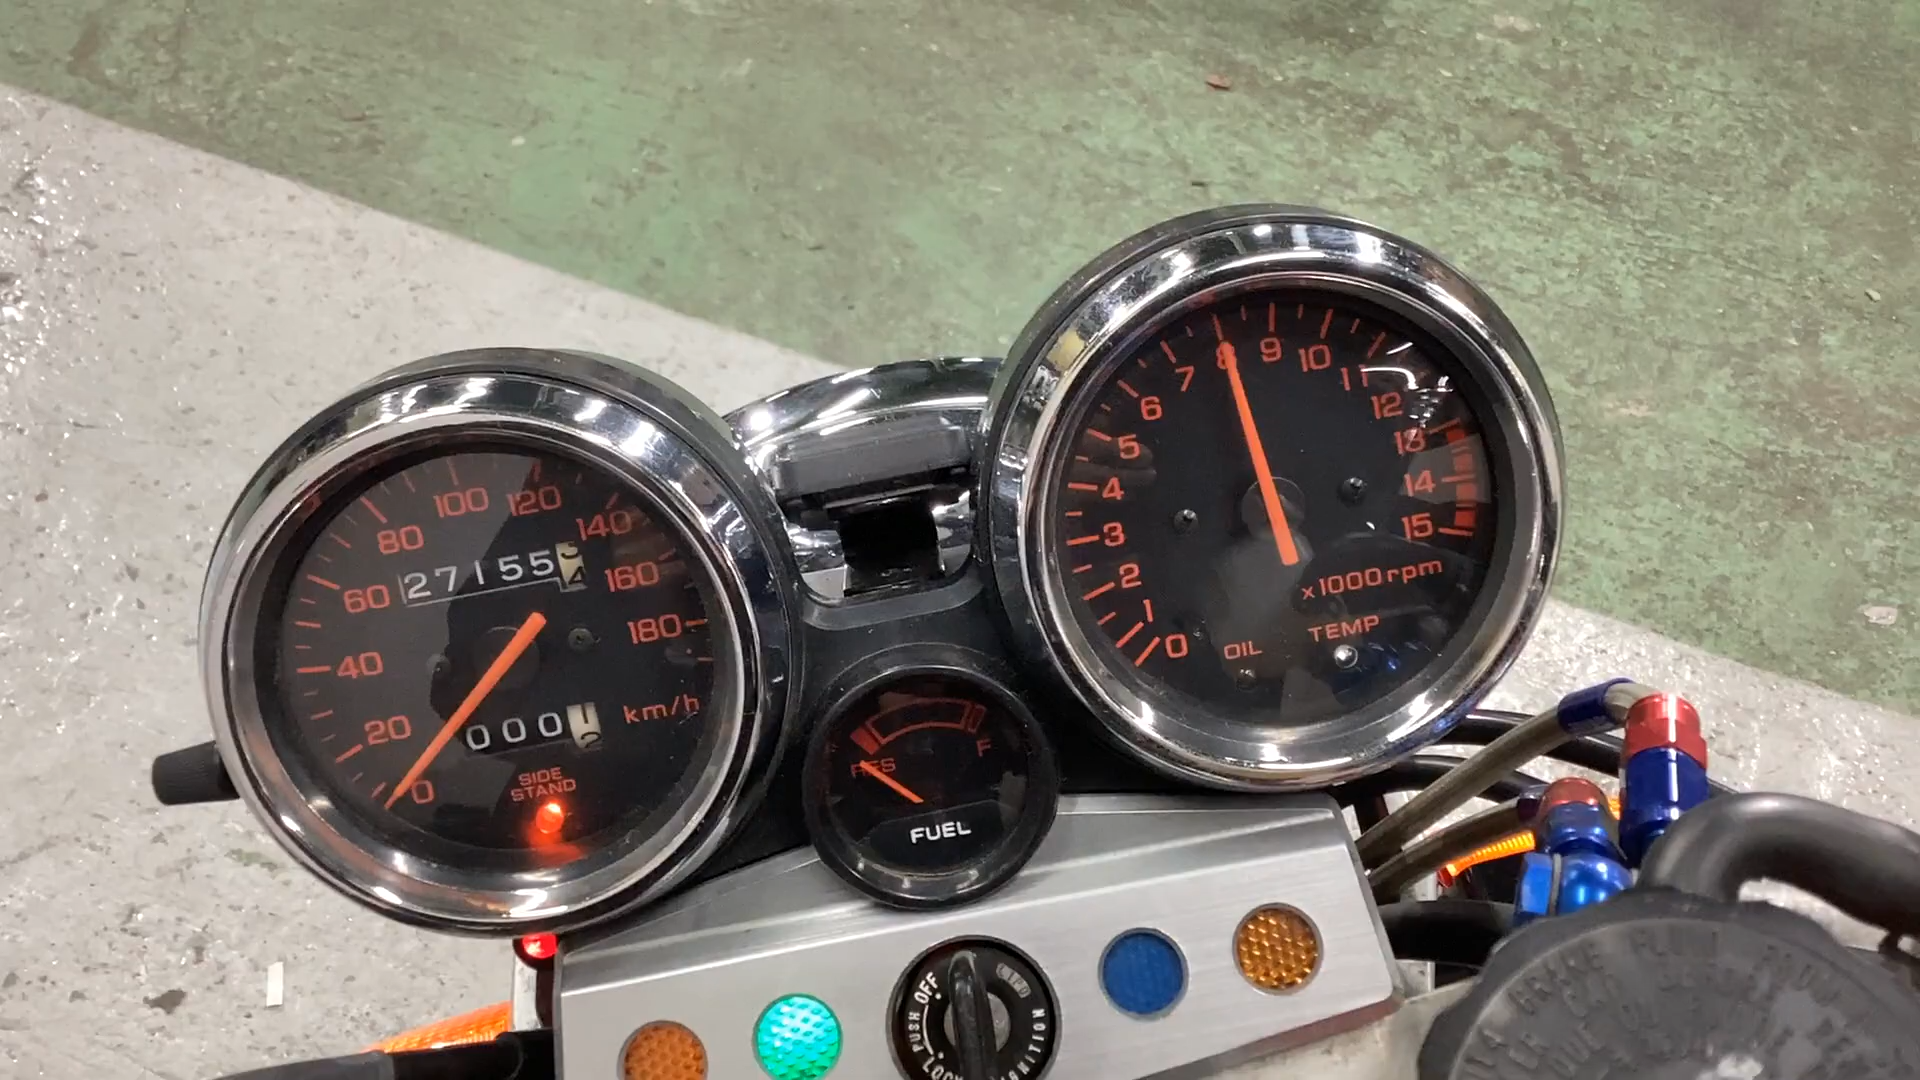 0 20 40 60 80 100 120 140 160 180
27155
km/h
000
SIDE
STAND
0 1 2 3 4 5 6 7 8 9 10 11 12 13 14 15
x1000rpm
OIL
TEMP
RES
F
FUEL
OFF
PUSH
LOCK
IGNITION